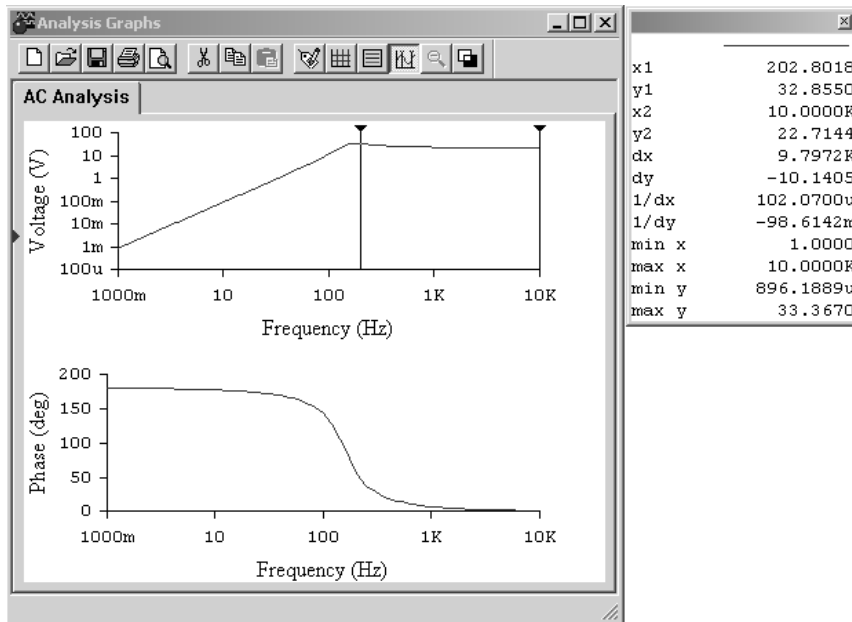 Analysis Graphs
AC Analysis
100
10
1
100m
10m
1m
100u
Voltage (V)
1000m 10 100 1K 10K
Frequency (Hz)
200
150
100
50
0
Phase (deg)
1000m 10 100 1K 10K
Frequency (Hz)
x1 202.8018
y1 32.8550
x2 10.0000K
y2 22.7144
dx 9.7972K
dy -10.1405
1/dx 102.0700u
1/dy -98.6142m
min x 1.0000
max x 10.0000K
min y 896.1889u
max y 33.3670